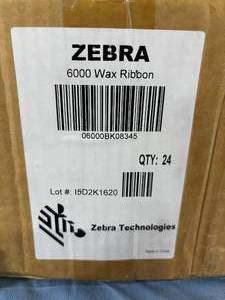 ZEBRA
6000 Wax Ribbon
06000BK08345
QTY: 24
Lot #: I5D2K1620
Zebra Technologies